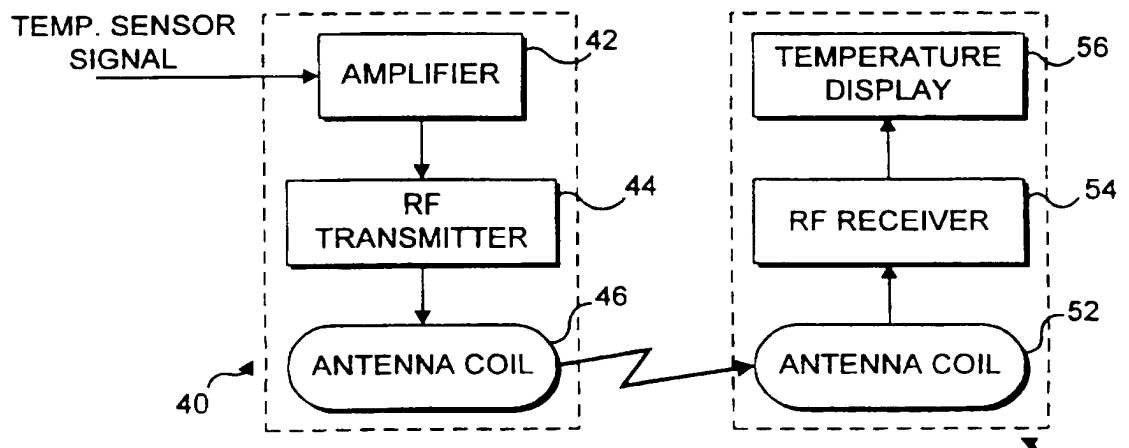 TEMP. SENSOR
SIGNAL
AMPLIFIER
42
RF
TRANSMITTER
44
ANTENNA COIL
46
40
TEMPERATURE
DISPLAY
56
RF RECEIVER
54
ANTENNA COIL
52